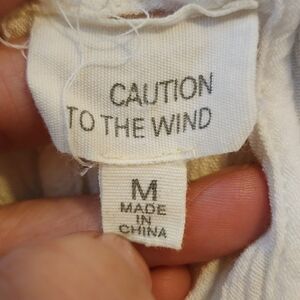 CAUTION
TO THE WIND
M
MADE
IN
CHINA